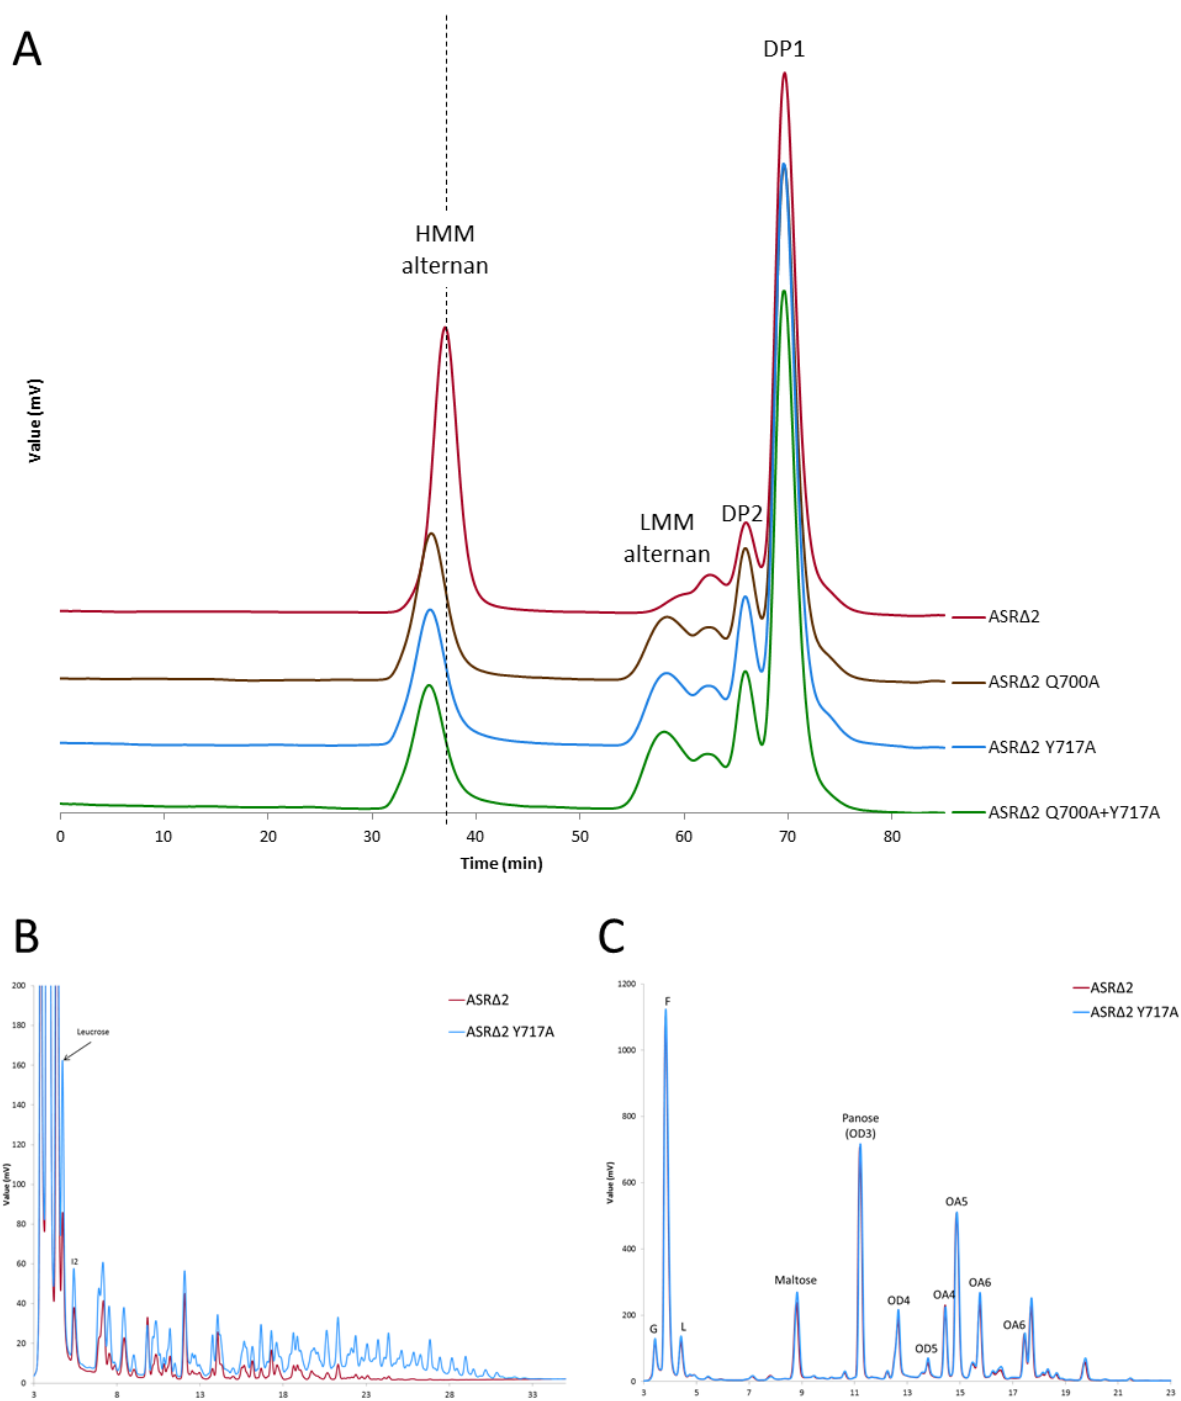 A
DP1
HMM
alternan
Value (mV)
LMM
alternan
DP2
ASRΔ2
ASRΔ2 Q700A
ASRΔ2 Y717A
ASRΔ2 Q700A+Y717A
0 10 20 30 40 50 60 70 80
Time (min)
B
200
180
160
140
120
100
80
60
40
20
0
Value (mV)
Leucrose
I2
ASRΔ2
ASRΔ2 Y717A
3 8 13 18 23 28 33
C
1200
1000
800
600
400
200
0
Value (mV)
ASRΔ2
ASRΔ2 Y717A
F
Panose
(OD3)
OA5
Maltose
OA6
OA4
OD4
G
L
OA6
OD5
3 5 7 9 11 13 15 17 19 21 23